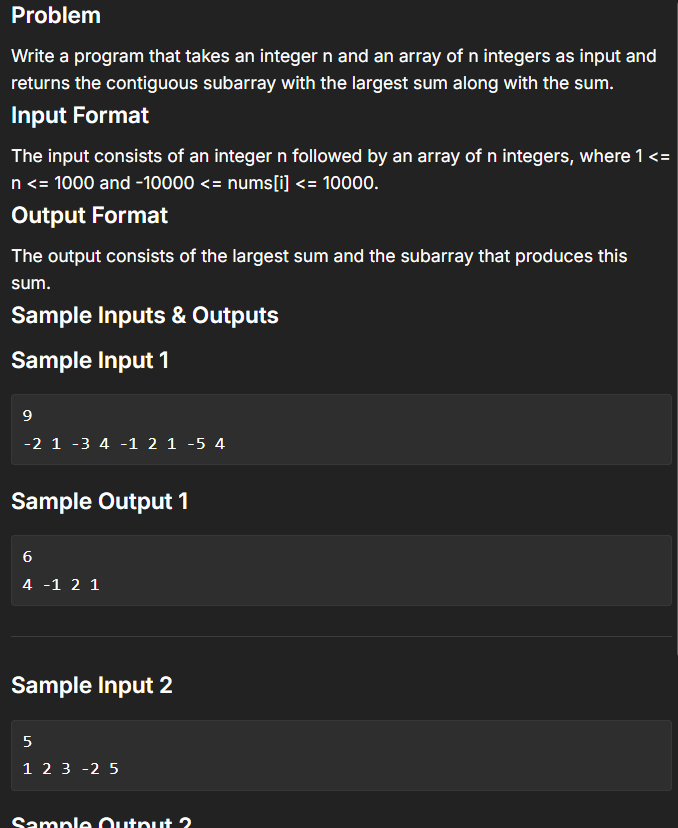 Problem
Write a program that takes an integer n and an array of n integers as input and
returns the contiguous subarray with the largest sum along with the sum.
Input Format
The input consists of an integer n followed by an array of n integers, where 1 <=
n <= 1000 and -10000 <= nums[i] <= 10000.
Output Format
The output consists of the largest sum and the subarray that produces this
sum.
Sample Inputs & Outputs
Sample Input 1
9
-2 1 -3 4 -1 2 1 -5 4
Sample Output 1
6
4 -1 2 1
Sample Input 2
5
1 2 3 -2 5
Sample Output 2